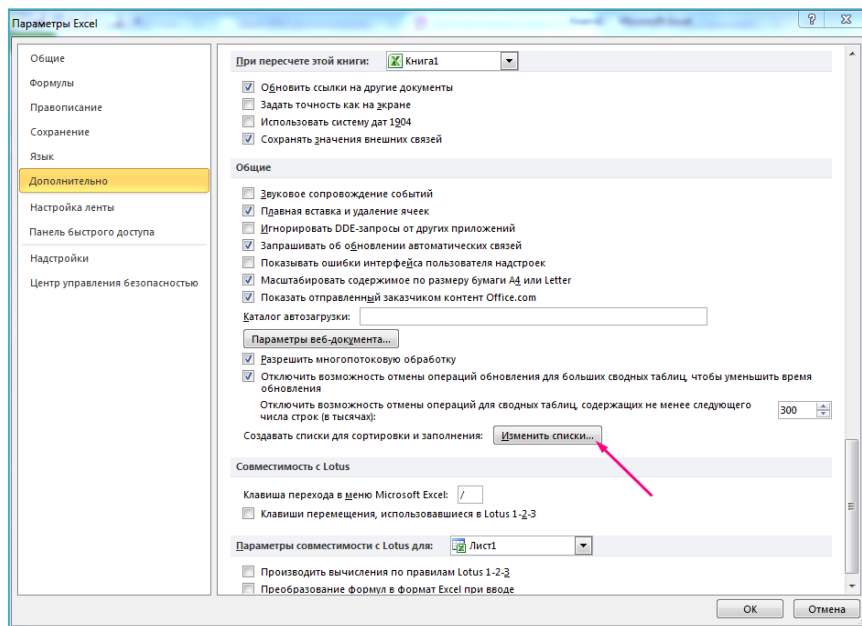 Параметры Excel
Общие
Формулы
Правописание
Сохранение
Язык
Дополнительно
Настройка ленты
Панель быстрого доступа
Надстройки
Центр управления безопасностью
При пересчете этой книги: Книга1
Обновить ссылки на другие документы
Задать точность как на экране
Использовать систему дат 1904
Сохранять значения внешних связей
Общие
Звуковое сопровождение событий
Плавная вставка и удаление ячеек
Игнорировать DDE-запросы от других приложений
Запрашивать об обновлении автоматических связей
Показывать ошибки интерфейса пользователя надстроек
Масштабировать содержимое по размеру бумаги A4 или Letter
Показать отправленный заказчиком контент Office.com
Каталог автозагрузки:
Параметры веб-документа...
Разрешить многопотоковую обработку
Отключить возможность отмены операций обновления для больших сводных таблиц, чтобы уменьшить время
обновления
Отключить возможность отмены операций для сводных таблиц, содержащих не менее следующего
числа строк (в тысячах): 300
Создавать списки для сортировки и заполнения: Изменить списки...
Совместимость с Lotus
Клавиша перехода в меню Microsoft Excel: /
Клавиши перемещения, использовавшиеся в Lotus 1-2-3
Параметры совместимости с Lotus для: Лист1
Производить вычисления по правилам Lotus 1-2-3
Преобразование формул в формат Excel при вводе
ОК Отмена